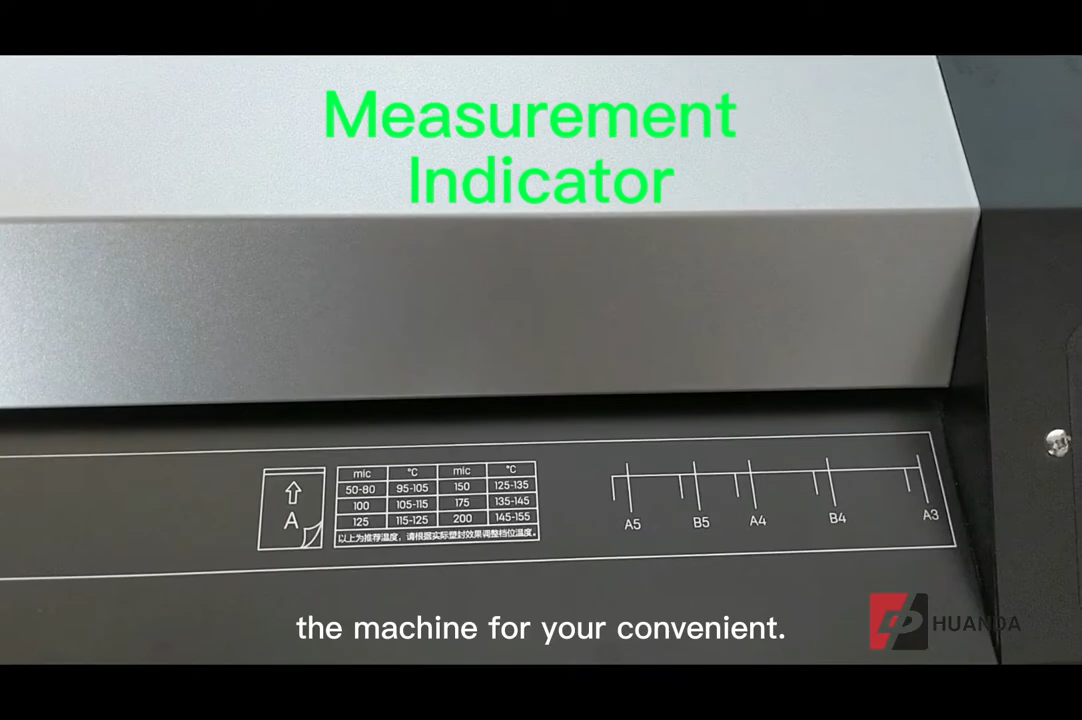 Measurement
Indicator
mic °C mic °C
50-80 95-105 150 125-135
100 105-115 175 135-145
125 115-125 200 145-155
以上为推荐温度，请根据实际塑封效果调整档位温度。
A
A5 B5 A4 B4 A3
the machine for your convenient.
HUANDA